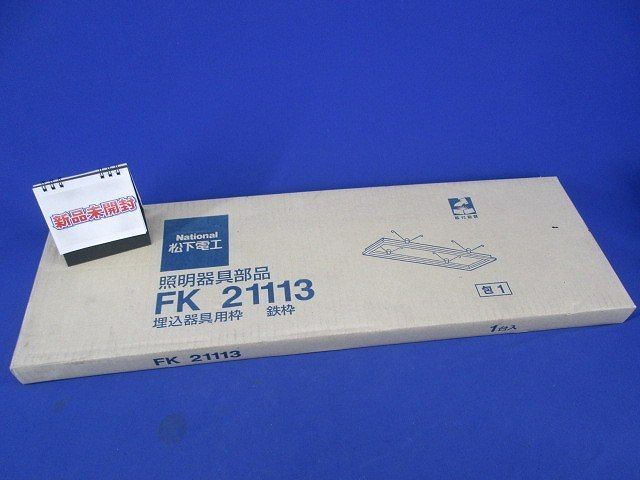 新品未開封
National
松下電工
照明器具部品
FK 21113
埋込器具用枠 鉄枠
包1
FK 21113
1台入